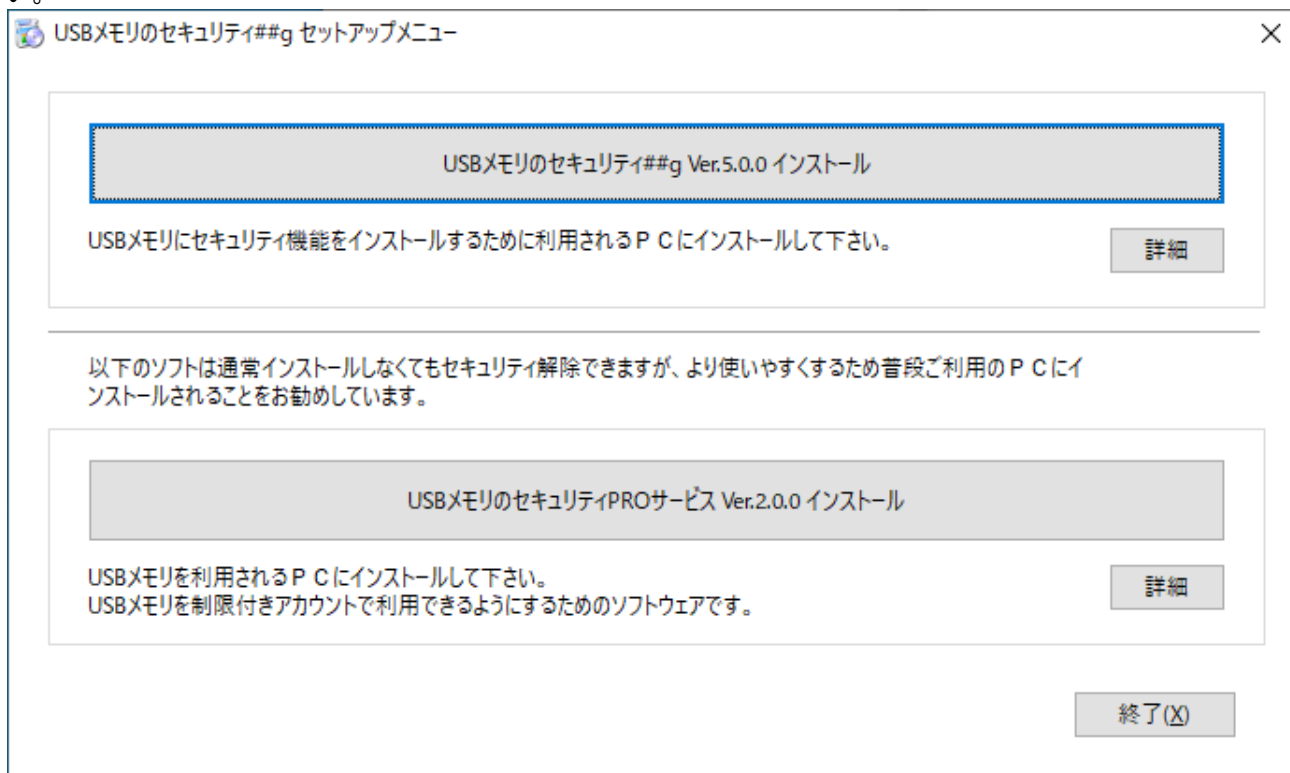 い。
USBメモリのセキュリティ##g セットアップメニュー
USBメモリのセキュリティ##g Ver.5.0.0 インストール
USBメモリにセキュリティ機能をインストールするために利用されるＰＣにインストールして下さい。
詳細
以下のソフトは通常インストールしなくてもセキュリティ解除できますが、より使いやすくするため普段ご利用のＰＣにイ
ンストールされることをお勧めしています。
USBメモリのセキュリティPROサービス Ver.2.0.0 インストール
USBメモリを利用されるＰＣにインストールして下さい。
USBメモリを制限付きアカウントで利用できるようにするためのソフトウェアです。
詳細
終了(X)